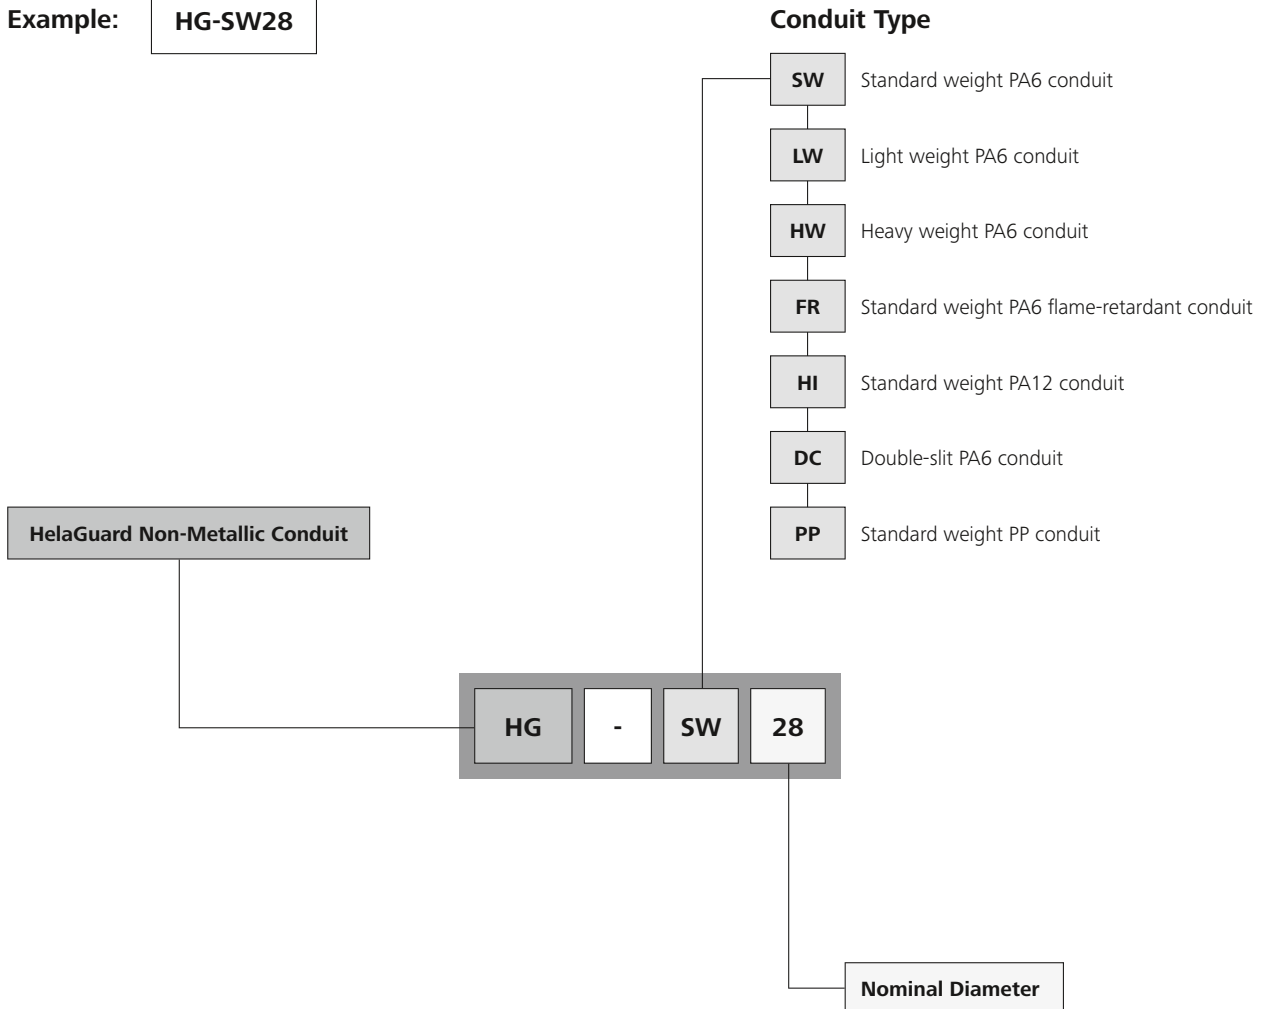 Example:
HG-SW28
Conduit Type
SW Standard weight PA6 conduit
LW Light weight PA6 conduit
HW Heavy weight PA6 conduit
FR Standard weight PA6 flame-retardant conduit
HI Standard weight PA12 conduit
DC Double-slit PA6 conduit
PP Standard weight PP conduit
HelaGuard Non-Metallic Conduit
HG - SW 28
Nominal Diameter